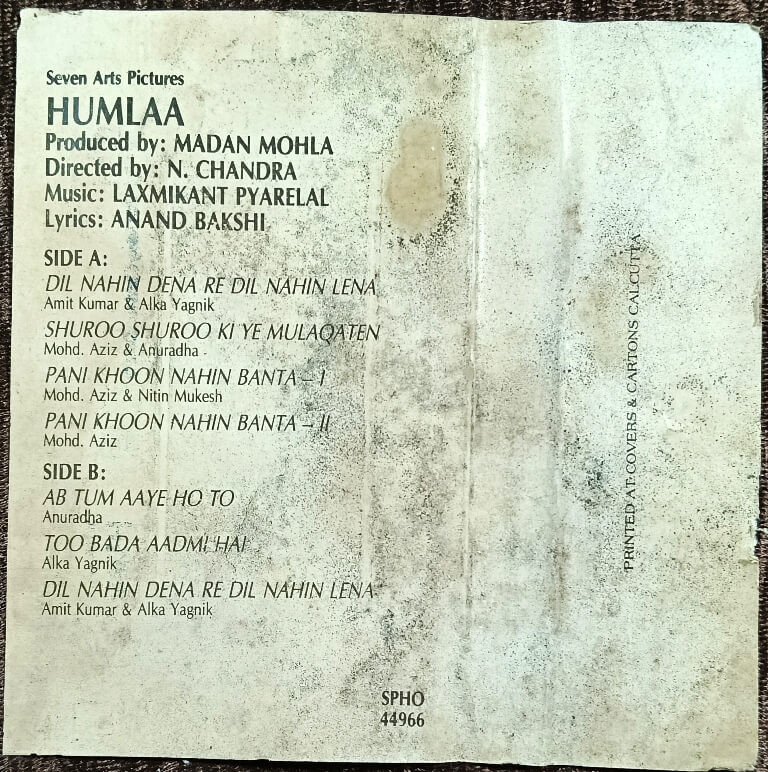 Seven Arts Pictures
HUMLAA
Produced by: MADAN MOHLA
Directed by: N. CHANDRA
Music: LAXMIKANT PYARELAL
Lyrics: ANAND BAKSHI
SIDE A:
DIL NAHIN DENA RE DIL NAHIN LENA
Amit Kumar & Alka Yagnik
SHUROO SHUROO KI YE MULAQATEN
Mohd. Aziz & Anuradha
PANI KHOON NAHIN BANTA – I
Mohd. Aziz & Nitin Mukesh
PANI KHOON NAHIN BANTA – II
Mohd. Aziz
SIDE B:
AB TUM AAYE HO TO
Anuradha
TOO BADA AADMI HAI
Alka Yagnik
DIL NAHIN DENA RE DIL NAHIN LENA
Amit Kumar & Alka Yagnik
SPHO
44966
PRINTED AT: COVERS & CARTONS CALCUTTA